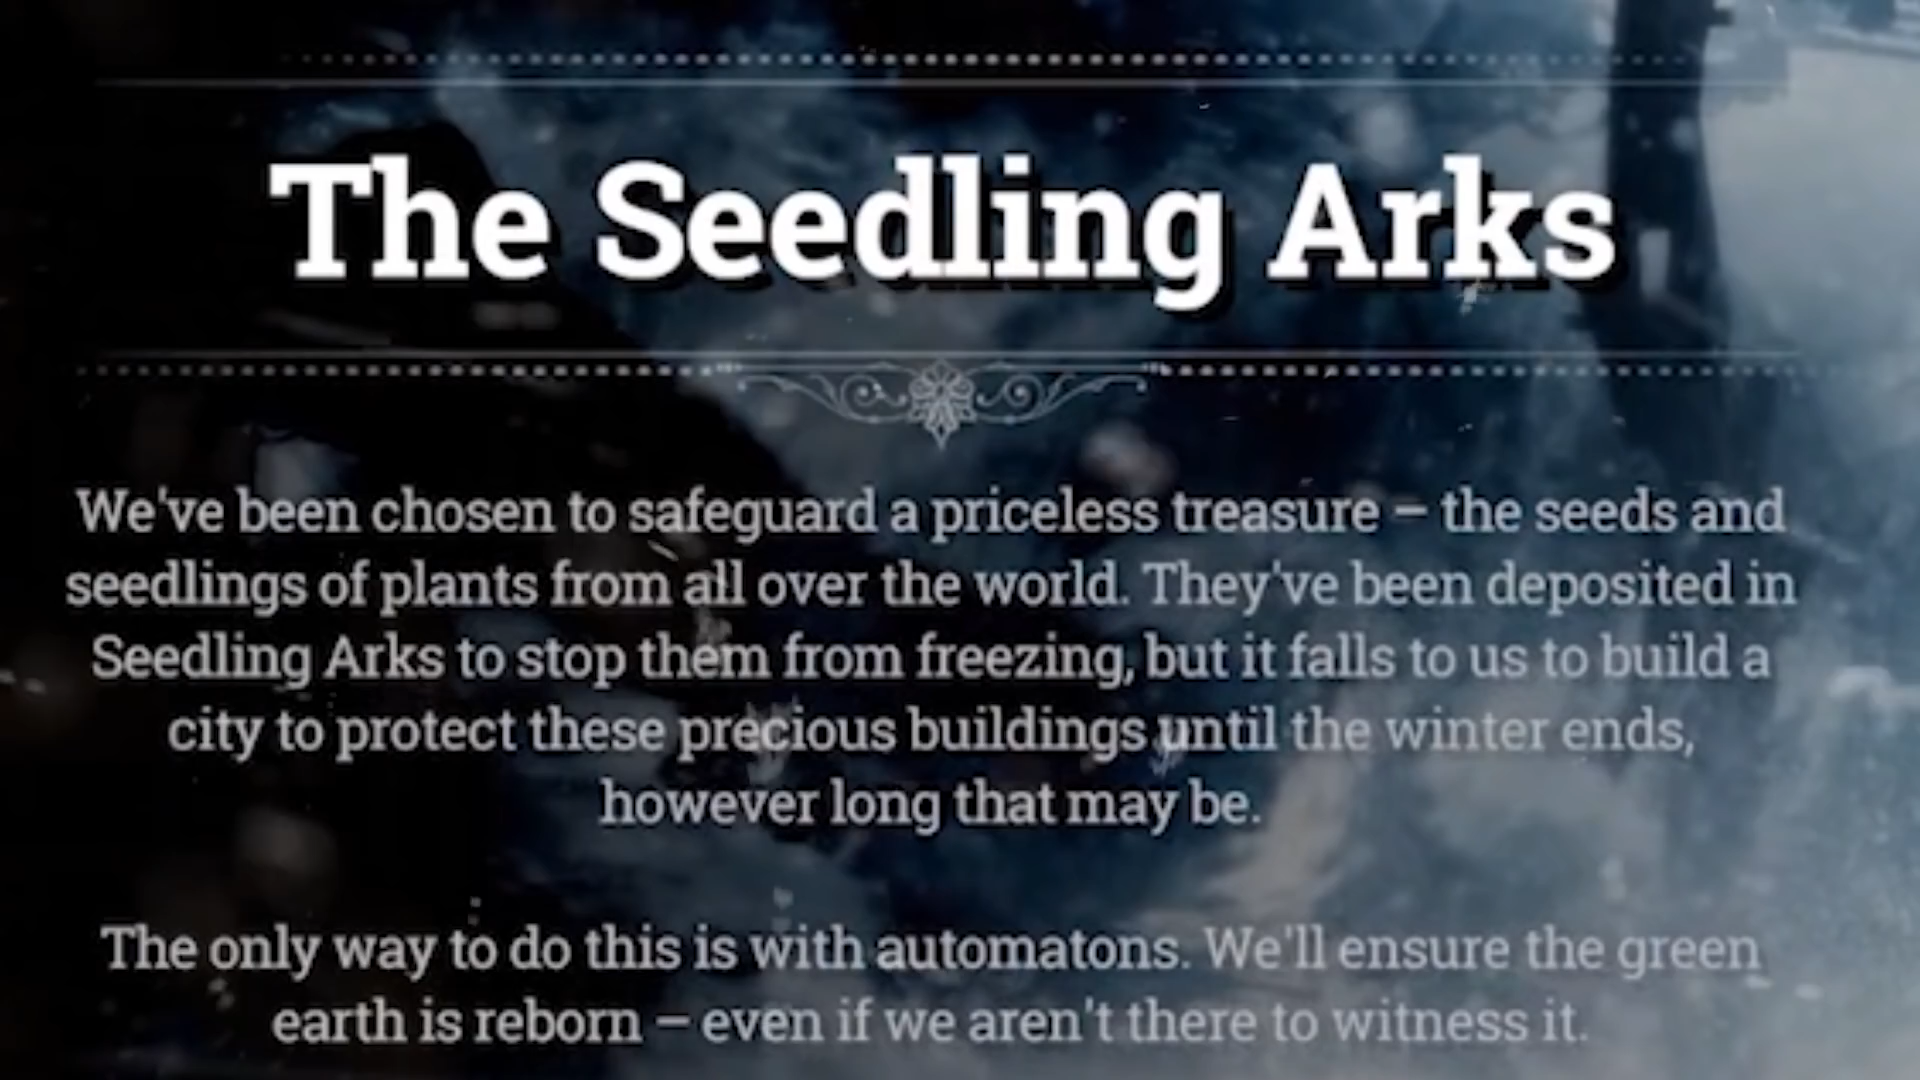 The Seedling Arks
We've been chosen to safeguard a priceless treasure – the seeds and
seedlings of plants from all over the world. They've been deposited in
Seedling Arks to stop them from freezing, but it falls to us to build a
city to protect these precious buildings until the winter ends,
however long that may be.
The only way to do this is with automatons. We'll ensure the green
earth is reborn – even if we aren't there to witness it.